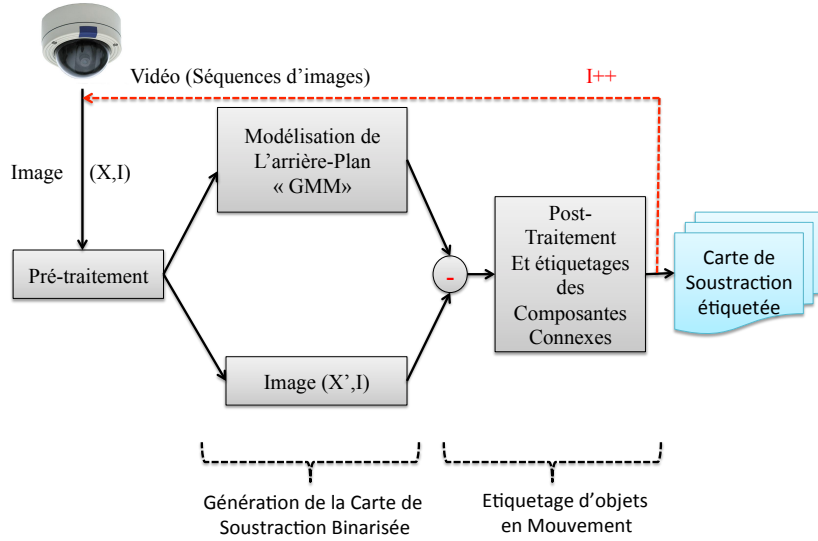 Vidéo (Séquences d'images)
I++
Modélisation de
L'arrière-Plan
« GMM»
Image (X,I)
Pré-traitement
-
Post-
Traitement
Et étiquetages
des
Composantes
Connexes
Carte de
Soustraction
étiquetée
Image (X',I)
Génération de la Carte de
Soustraction Binarisée
Etiquetage d'objets
en Mouvement